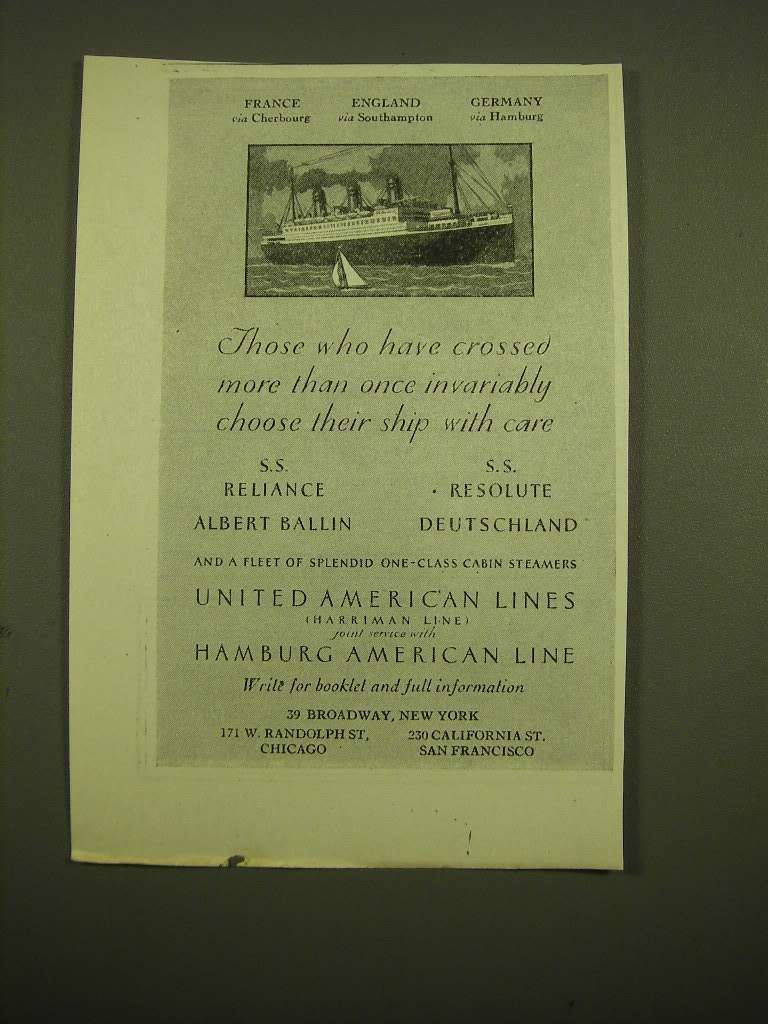 FRANCE ENGLAND GERMANY
via Cherbourg via Southampton via Hamburg
Those who have crossed
more than once invariably
choose their ship with care
S.S. S.S.
RELIANCE RESOLUTE
ALBERT BALLIN DEUTSCHLAND
AND A FLEET OF SPLENDID ONE-CLASS CABIN STEAMERS
UNITED AMERICAN LINES
(HARRIMAN LINE)
joint service with
HAMBURG AMERICAN LINE
Write for booklet and full information
39 BROADWAY, NEW YORK
171 W. RANDOLPH ST, 230 CALIFORNIA ST.
CHICAGO SAN FRANCISCO